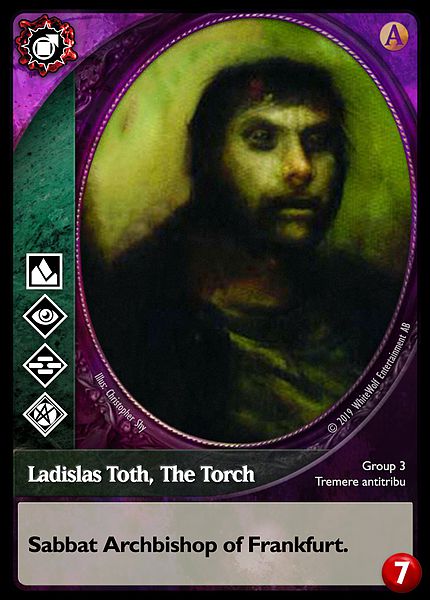 A
Illus: Christopher Shy
© 2019 WhiteWolf Entertainment AB
Ladislas Toth, The Torch
Group 3
Tremere antitribu
Sabbat Archbishop of Frankfurt.
7